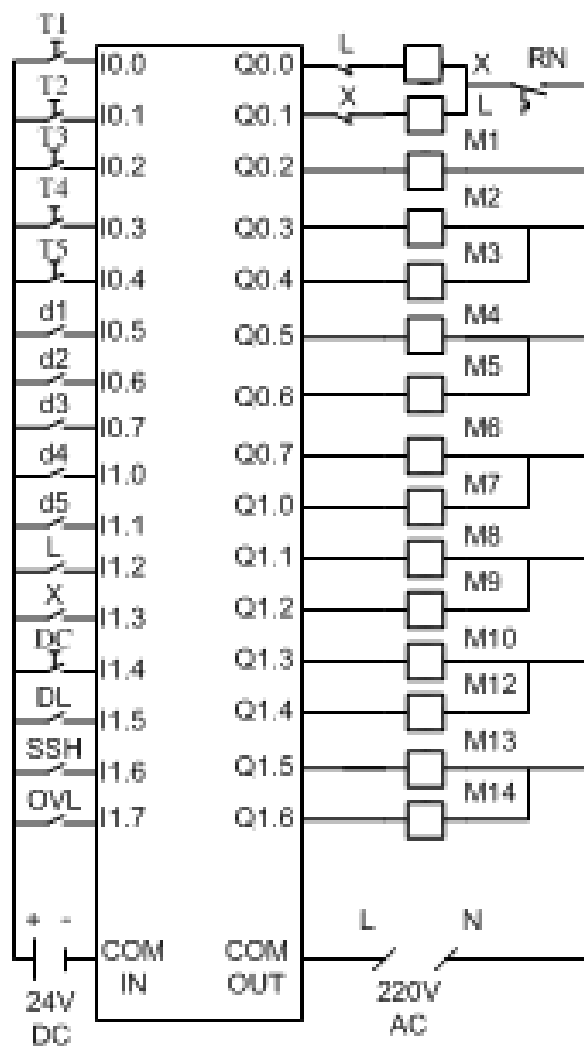 T1
I0.0 Q0.0 L X RN
T2
I0.1 Q0.1 X L
T3
I0.2 Q0.2 M1
T4
I0.3 Q0.3 M2
T5
I0.4 Q0.4 M3
d1
I0.5 Q0.5 M4
d2
I0.6 Q0.6 M5
d3
I0.7 Q0.7 M6
d4
I1.0 Q1.0 M7
d5
I1.1 Q1.1 M8
L
I1.2 Q1.2 M9
X
I1.3 Q1.3 M10
DC
I1.4 Q1.4 M12
DL
I1.5 Q1.5 M13
SSH
I1.6 Q1.6 M14
OVL
I1.7
+ - L N
COM COM
IN OUT
24V 220V
DC AC